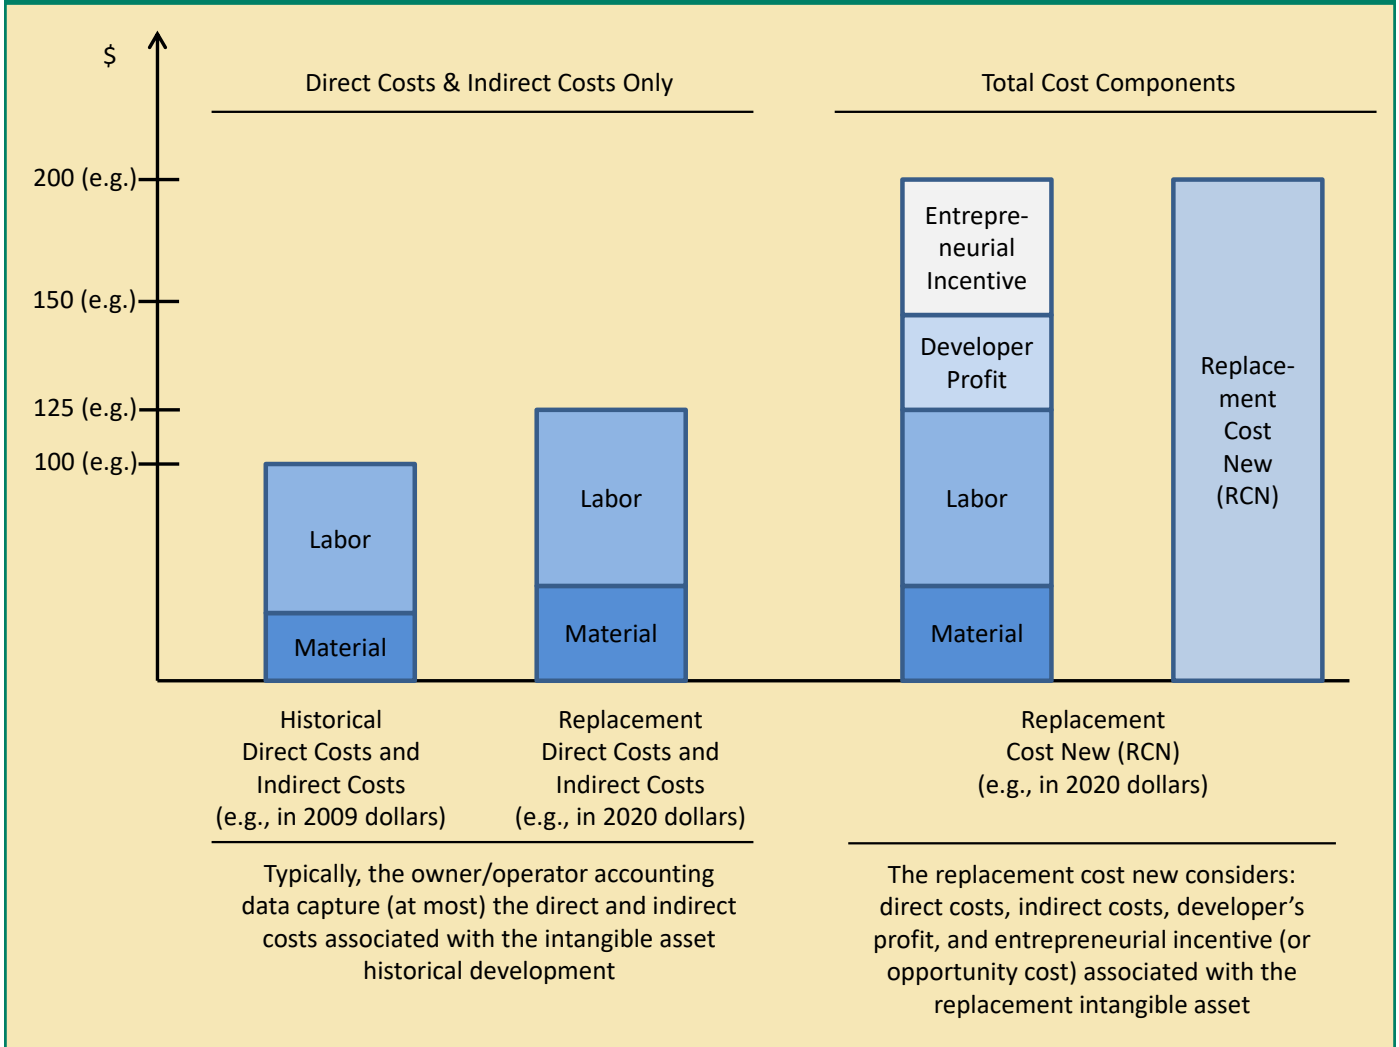 $
Direct Costs & Indirect Costs Only
Total Cost Components
200 (e.g.)
150 (e.g.)
125 (e.g.)
100 (e.g.)
Labor
Material
Labor
Material
Entrepre-
neurial
Incentive
Developer
Profit
Labor
Material
Replace-
ment
Cost
New
(RCN)
Historical
Direct Costs and
Indirect Costs
(e.g., in 2009 dollars)
Replacement
Direct Costs and
Indirect Costs
(e.g., in 2020 dollars)
Replacement
Cost New (RCN)
(e.g., in 2020 dollars)
Typically, the owner/operator accounting
data capture (at most) the direct and indirect
costs associated with the intangible asset
historical development
The replacement cost new considers:
direct costs, indirect costs, developer’s
profit, and entrepreneurial incentive (or
opportunity cost) associated with the
replacement intangible asset